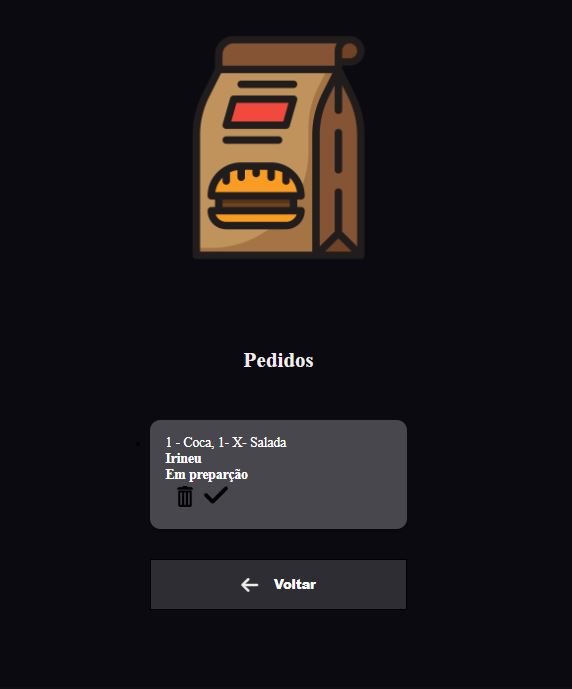 Pedidos
1 - Coca, 1- X- Salada
Irineu
Em preparção
Voltar